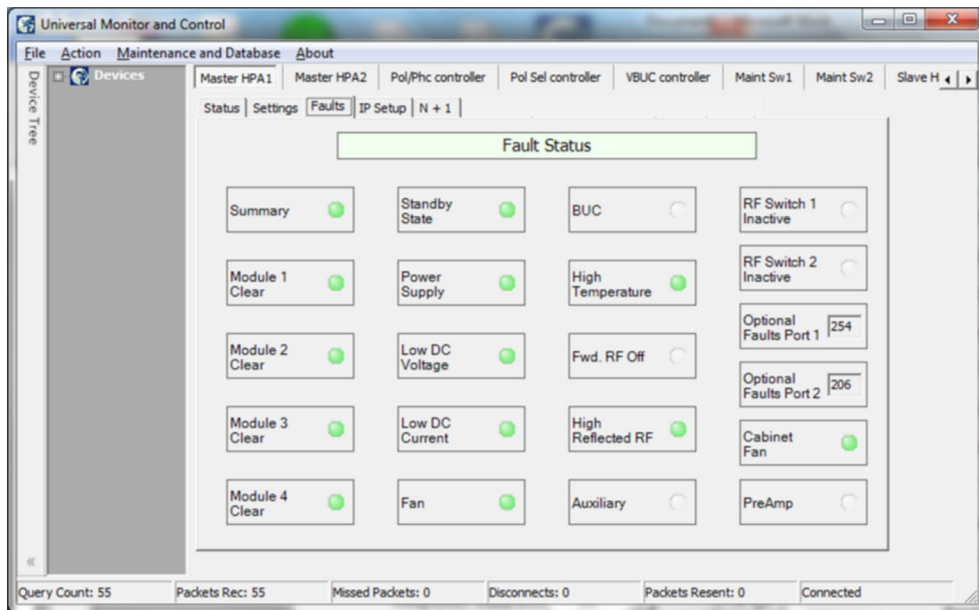 Universal Monitor and Control
File Action Maintenance and Database About
Device Tree
Devices
Master HPA1 Master HPA2 Pol/Phc controller Pol Sel controller VBUC controller Maint Sw1 Maint Sw2 Slave H
Status Settings Faults IP Setup N + 1
Fault Status
Summary
Standby State
BUC
RF Switch 1 Inactive
Module 1 Clear
Power Supply
High Temperature
RF Switch 2 Inactive
Module 2 Clear
Low DC Voltage
Fwd. RF Off
Optional Faults Port 1 254
Optional Faults Port 2 206
Module 3 Clear
Low DC Current
High Reflected RF
Cabinet Fan
Module 4 Clear
Fan
Auxiliary
PreAmp
Query Count: 55 Packets Rec: 55 Missed Packets: 0 Disconnects: 0 Packets Resent: 0 Connected